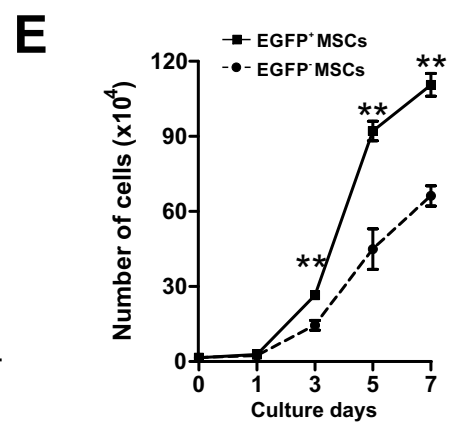 E
EGFP⁺MSCs
EGFP⁻MSCs
Number of cells (x10⁴)
120
90
60
30
0
**
**
**
0 1 3 5 7
Culture days